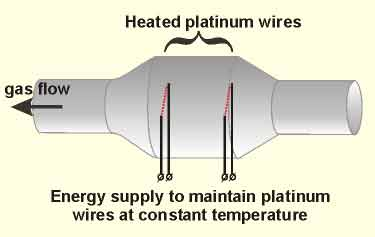 Heated platinum wires
gas flow
Energy supply to maintain platinum
wires at constant temperature